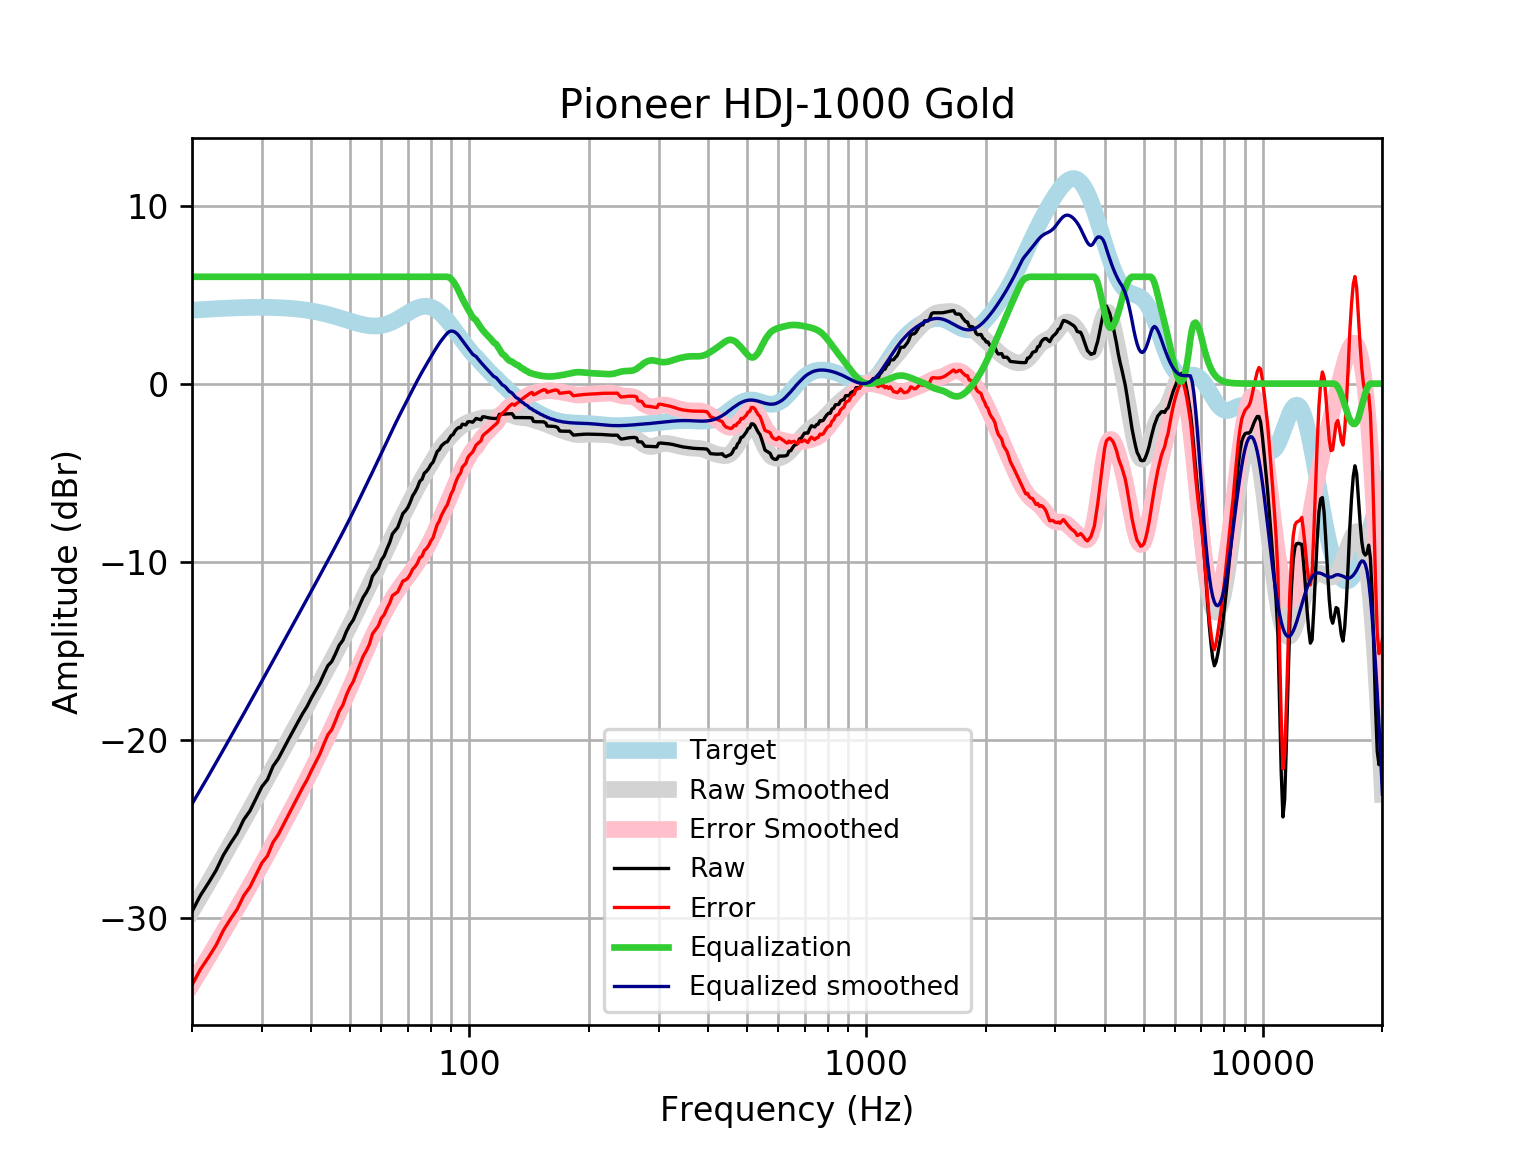 Pioneer HDJ-1000 Gold
Amplitude (dBr)
10
0
−10
−20
−30
Target
Raw Smoothed
Error Smoothed
Raw
Error
Equalization
Equalized smoothed
100 1000 10000
Frequency (Hz)